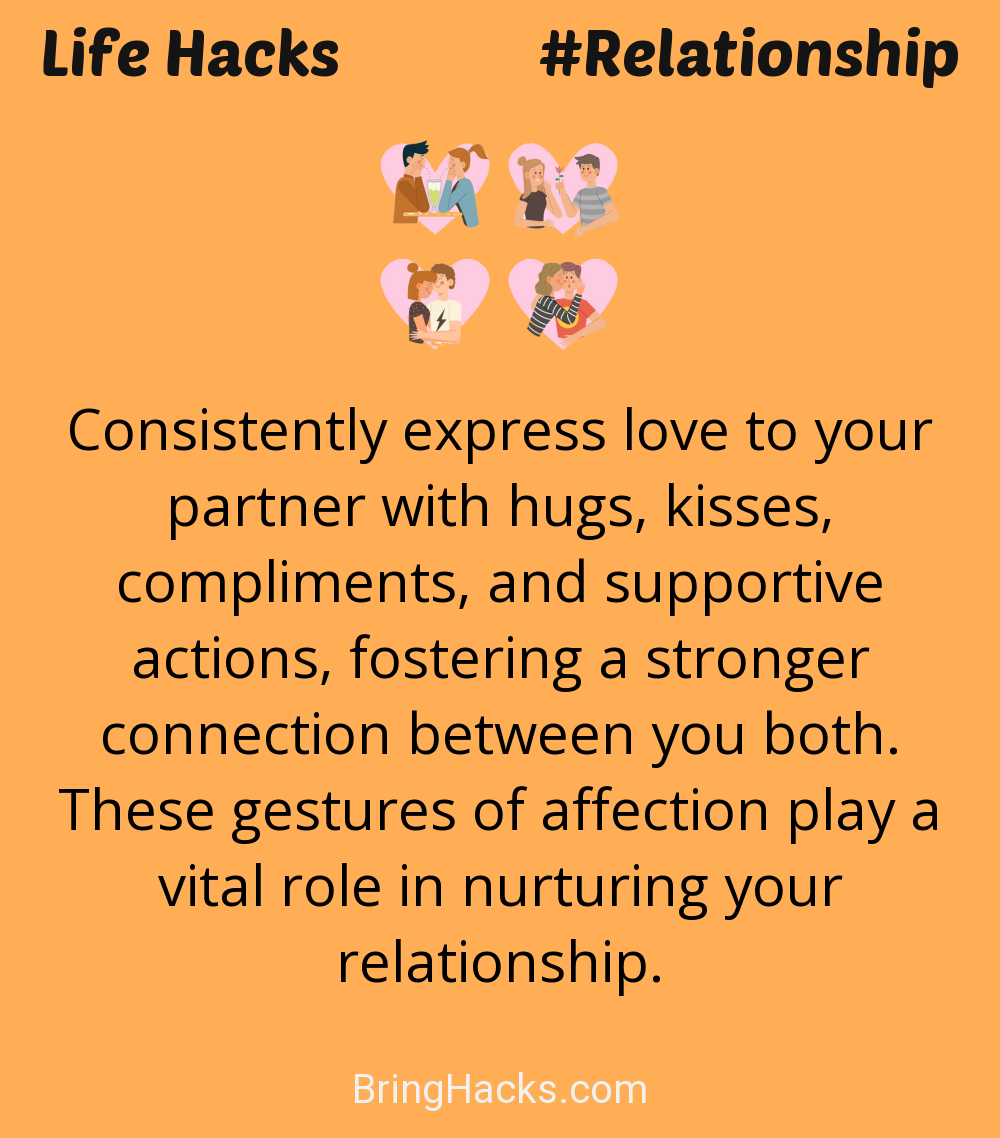 Life Hacks #Relationship
Consistently express love to your
partner with hugs, kisses,
compliments, and supportive
actions, fostering a stronger
connection between you both.
These gestures of affection play a
vital role in nurturing your
relationship.
BringHacks.com